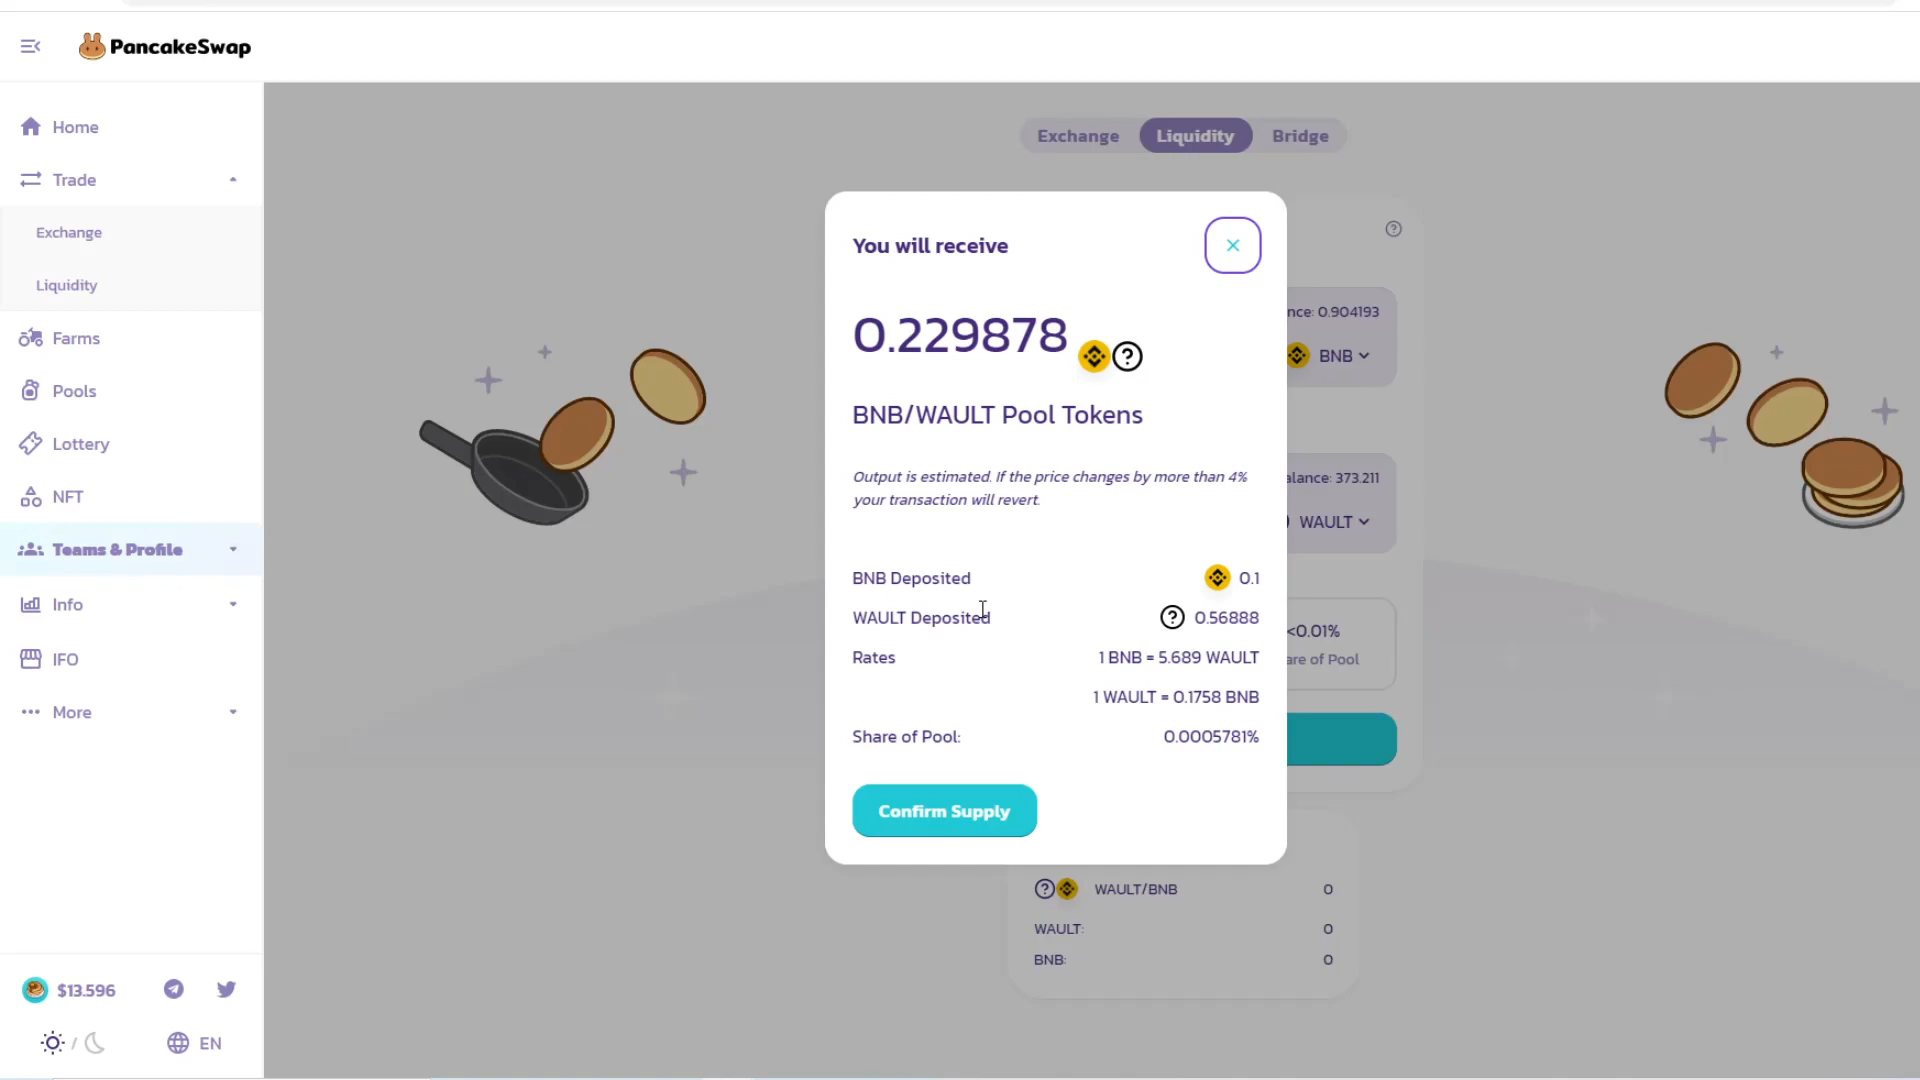 PancakeSwap
Home
Trade
Exchange
Liquidity
Farms
Pools
Lottery
NFT
Teams & Profile
Info
IFO
More
$13.596
EN
Exchange
Liquidity
Bridge
You will receive
0.229878
BNB/WAULT Pool Tokens
Output is estimated. If the price changes by more than 4%
your transaction will revert.
BNB Deposited 0.1
WAULT Deposited 0.56888
Rates 1 BNB = 5.689 WAULT
1 WAULT = 0.1758 BNB
Share of Pool: 0.0005781%
Confirm Supply
nce: 0.904193
BNB
alance: 373.211
WAULT
<0.01%
are of Pool
WAULT/BNB 0
WAULT: 0
BNB: 0